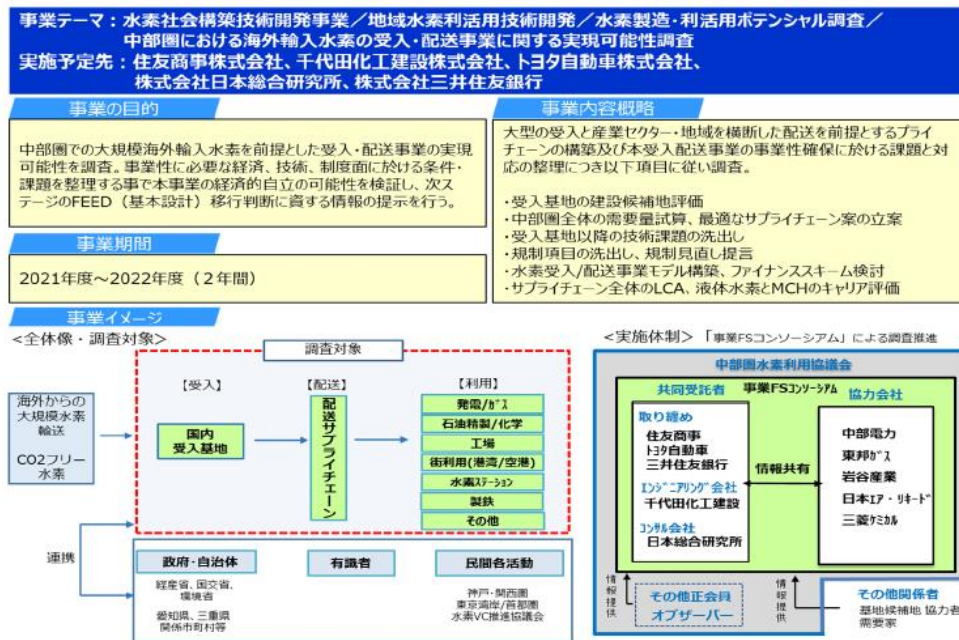 事業テーマ：水素社会構築技術開発事業／地域水素利活用技術開発／水素製造･利活用ポテンシャル調査／
中部圏における海外輸入水素の受入・配送事業に関する実現可能性調査
実施予定先：住友商事株式会社、千代田化工建設株式会社、トヨタ自動車株式会社、
株式会社日本総合研究所、株式会社三井住友銀行
事業の目的
中部圏での大規模海外輸入水素を前提とした受入・配送事業の実現
可能性を調査。事業性に必要な経済、技術、制度面に於ける条件・
課題を整理する事で本事業の経済的自立の可能性を検証し、次ス
テージのFEED（基本設計）移行判断に資する情報の提示を行う。
事業期間
2021年度～2022年度（２年間）
事業内容概略
大型の受入と産業セクター・地域を横断した配送を前提とするプライ
チェーンの構築及び本受入配送事業の事業性確保に於ける課題と対
応の整理につき以下項目に従い調査。
・受入基地の建設候補地評価
・中部圏全体の需要量試算、最適なサプライチェーン案の立案
・受入基地以降の技術課題の洗出し
・規制項目の洗出し、規制見直し提言
・水素受入/配送事業モデル構築、ファイナンススキーム検討
・サプライチェーン全体のLCA、液体水素とMCHのキャリア評価
事業イメージ
<全体像・調査対象>
調査対象
【受入】
【配送】
【利用】
海外からの
大規模水素
輸送
CO2フリー
水素
国内
受入基地
配送サプライチェーン
発電/ｶﾞｽ
石油精製/化学
工場
街利用(港湾/空港)
水素ｽﾃｰｼｮﾝ
製鉄
その他
連携
政府・自治体
経産省、国交省、
環境省
愛知県、三重県
関係市町村等
有識者
民間各活動
神戸・関西圏
東京湾岸/首都圏
水素VC推進協議会
<実施体制>「事業FSコンソーシアム」による調査推進
中部圏水素利用協議会
共同受託者
事業FSコンソーシアム
協力会社
取り纏め
住友商事
ﾄﾖﾀ自動車
三井住友銀行
ｴﾝｼﾞﾆｱﾘﾝｸﾞ会社
千代田化工建設
ｺﾝｻﾙ会社
日本総合研究所
情報共有
中部電力
東邦ｶﾞｽ
岩谷産業
日本ｴｱ・ﾘｷｰﾄﾞ
三菱ｹﾐｶﾙ
情報提供
その他正会員
オブザーバー
情報提供
その他関係者
基地候補地 協力者
需要家